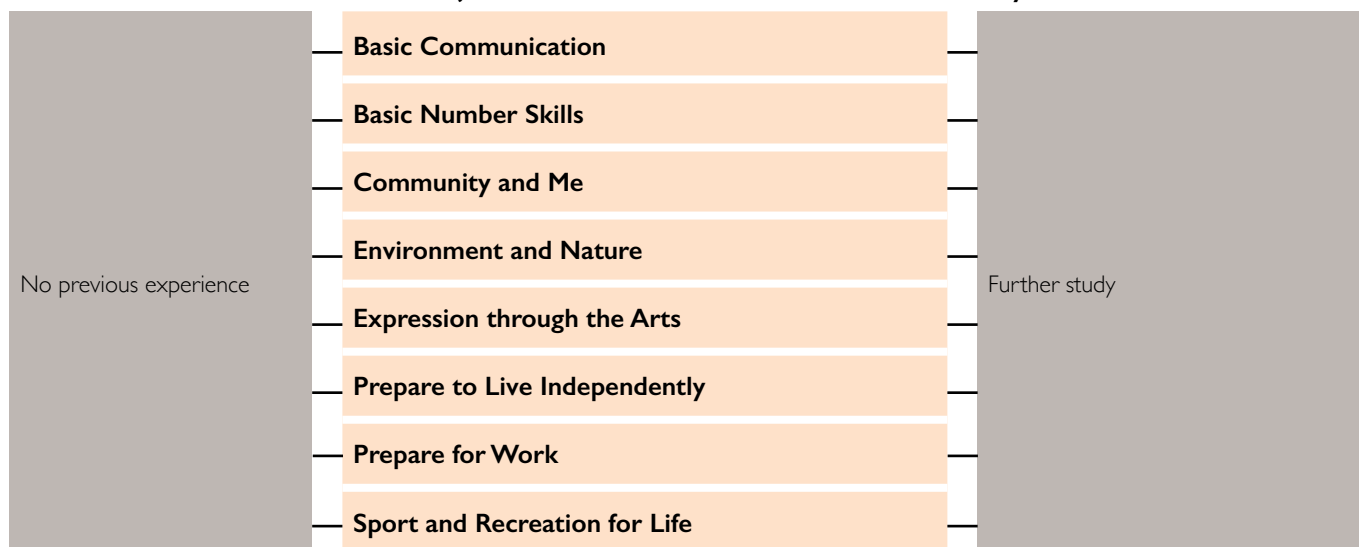 No previous experience
Basic Communication
Basic Number Skills
Community and Me
Environment and Nature
Expression through the Arts
Prepare to Live Independently
Prepare for Work
Sport and Recreation for Life
Further study